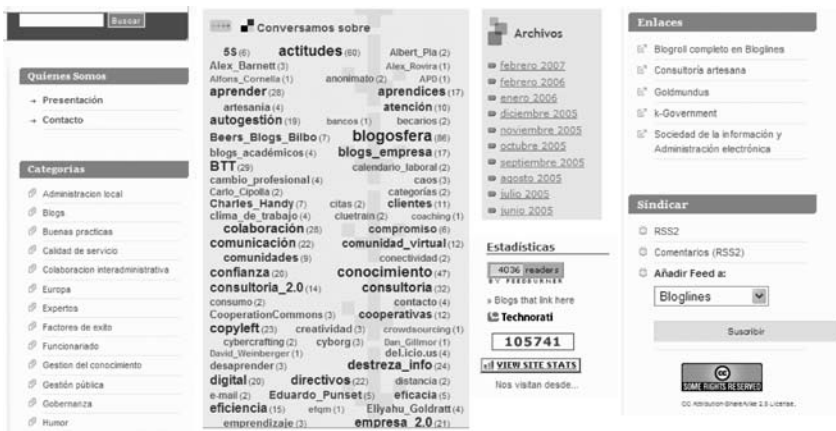 Buscar
Quienes Somos
Presentación
Contacto
Categorias
Administracion local
Blogs
Buenas practicas
Calidad de servicio
Colaboracion interadministrativa
Europa
Expertos
Factores de exito
Funcionariado
Gestion del conocimiento
Gestión pública
Gobernanza
Humor
Conversamos sobre
5S (6) actitudes (60) Albert_Pla (2)
Alex_Barnett (3) Alex_Rovira (1)
Alfons_Cornella (1) anonimato (2) APD (1)
aprender (28) aprendices (17)
artesania (4) atención (10)
autogestión (19) bancos (1) becarios (2)
Beers_Blogs_Bilbo (7) blogosfera (86)
blogs_académicos (4) blogs_empresa (17)
BTT (29) calendario_laboral (2)
cambio_profesional (4) caos (3)
Carlo_Cipolla (2) categorías (2)
Charles_Handy (7) citas (2) clientes (11)
clima_de_trabajo (4) cluetrain (2) coaching (1)
colaboración (28) compromiso (6)
comunicación (22) comunidad_virtual (12)
comunidades (9) conectividad (2)
confianza (20) conocimiento (47)
consultoria_2.0 (14) consultoria (32)
consumo (2) contacto (4)
CooperationCommons (3) cooperativas (12)
copyleft (23) creatividad (3) crowdsourcing (1)
cybercrafting (2) cyborg (3) Dan_Gillmor (1)
David_Weinberger (1) del.icio.us (4)
desaprender (3) destreza_info (24)
digital (20) directivos (22) distancia (2)
e-mail (2) Eduardo_Punset (5) eficacia (5)
eficiencia (15) efqm (1) Eliyahu_Goldratt (4)
emprendizaje (3) empresa_2.0 (21)
Archivos
febrero 2007
febrero 2006
enero 2006
diciembre 2005
noviembre 2005
octubre 2005
septiembre 2005
agosto 2005
julio 2005
junio 2005
Estadísticas
4036 readers
BY FEEDBURNER
» Blogs that link here
Technorati
105741
VIEW SITE STATS
Nos visitan desde...
Enlaces
Blogroll completo en Bloglines
Consultoría artesana
Goldmundus
k-Government
Sociedad de la información y
Administración electrónica
Sindicar
RSS2
Comentarios (RSS2)
Añadir Feed a:
Bloglines
Suscribir
CC
SOME RIGHTS RESERVED
CC Attribution-ShareAlike 2.5 License.